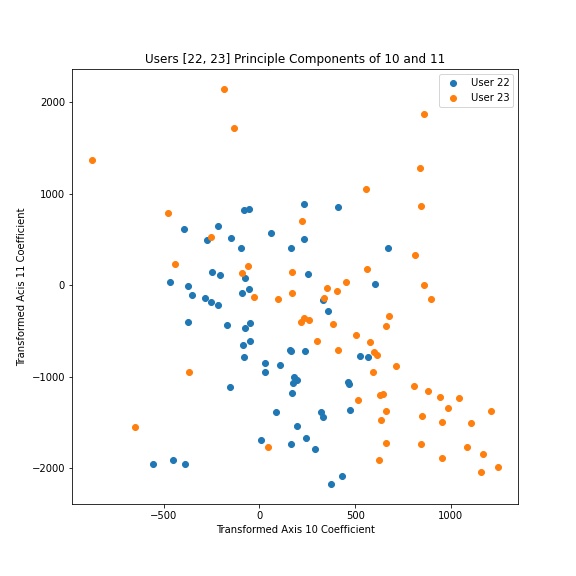 Users [22, 23] Principle Components of 10 and 11
User 22
User 23
Transformed Acis 11 Coefficient
2000
1000
0
−1000
−2000
−500
0
500
1000
Transformed Axis 10 Coefficient